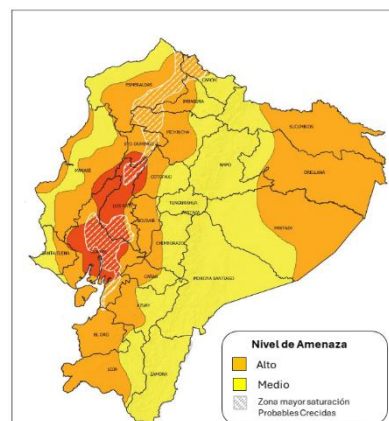 CARCHI
ESMERALDAS
IMBABURA
SUCUMBIOS
PICHINCHA
STO DOMINGO
ORELLANA
NAPO
MANABI
COTOPAXI
LOS RIOS
TUNGURAHUA
PASTAZA
BOLIVAR
CHIMBORAZO
SANTA ELENA
MORONA SANTIAGO
CAÑAR
AZUAY
EL ORO
LOJA
ZAMORA
Nivel de Amenaza
Alto
Medio
Zona mayor saturación
Probables Crecidas